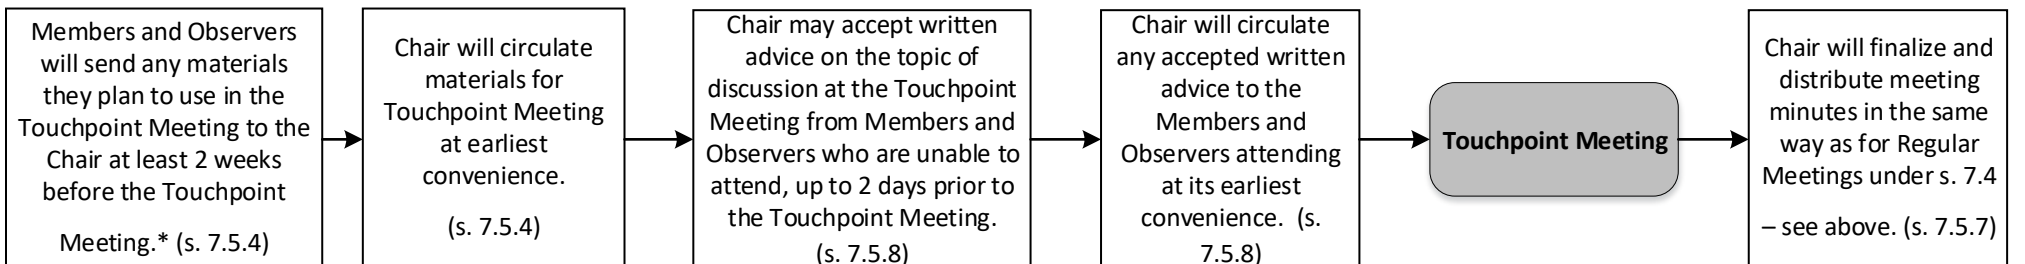 Members and Observers
will send any materials
they plan to use in the
Touchpoint Meeting to the
Chair at least 2 weeks
before the Touchpoint
Meeting.* (s. 7.5.4)
Chair will circulate
materials for
Touchpoint Meeting
at earliest
convenience.
(s. 7.5.4)
Chair may accept written
advice on the topic of
discussion at the Touchpoint
Meeting from Members and
Observers who are unable to
attend, up to 2 days prior to
the Touchpoint Meeting.
(s. 7.5.8)
Chair will circulate
any accepted written
advice to the
Members and
Observers attending
at its earliest
convenience. (s.
7.5.8)
Touchpoint Meeting
Chair will finalize and
distribute meeting
minutes in the same
way as for Regular
Meetings under s. 7.4
– see above. (s. 7.5.7)